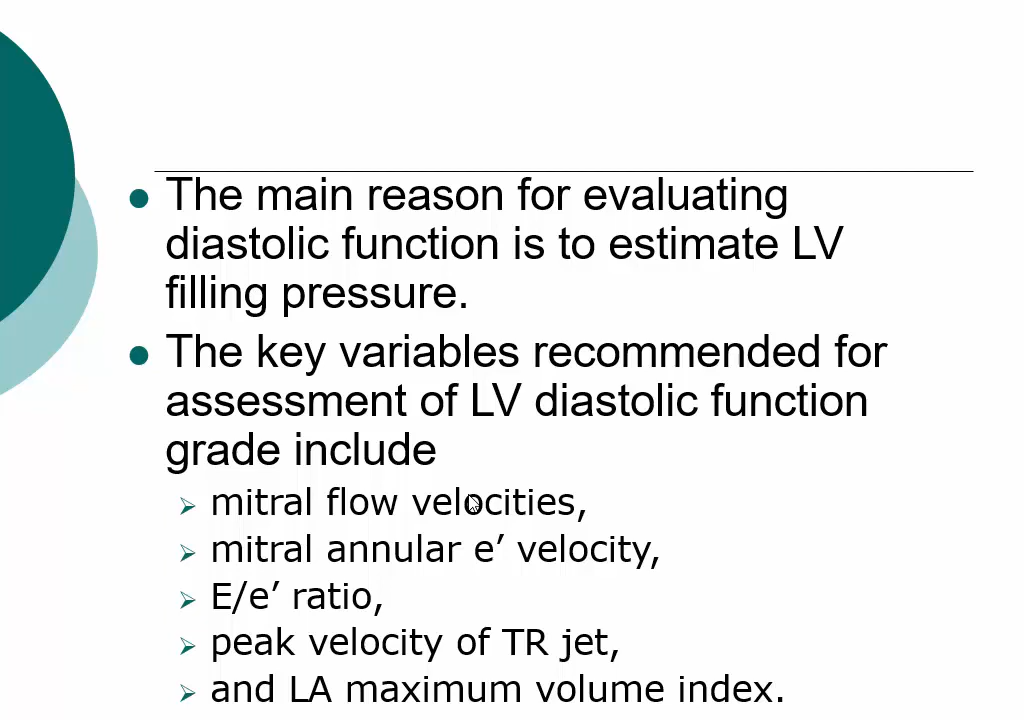 The main reason for evaluating
diastolic function is to estimate LV
filling pressure.
The key variables recommended for
assessment of LV diastolic function
grade include
mitral flow velocities,
mitral annular e’ velocity,
E/e’ ratio,
peak velocity of TR jet,
and LA maximum volume index.